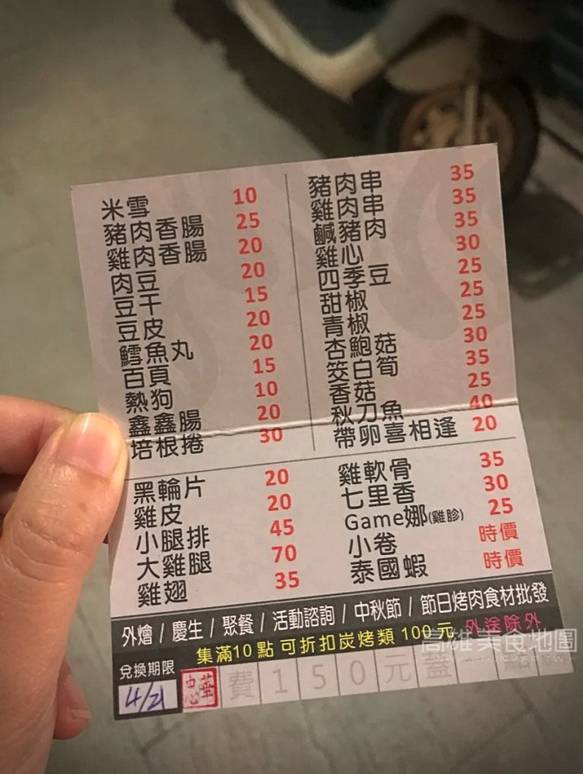 米雪 10
豬肉香腸 25
雞肉香腸 20
肉豆 20
豆干 15
豆皮 20
鱈魚丸 20
百頁 15
熱狗 10
鑫鑫腸 20
培根捲 30
豬肉串 35
雞肉串 35
鹹豬肉 35
雞心 30
四季豆 25
甜椒 25
青椒 25
杏鮑菇 30
筊白筍 35
香菇 25
秋刀魚 40
帶卵喜相逢 20
黑輪片 20
雞皮 20
小腿排 45
大雞腿 70
雞翅 35
雞軟骨 35
七里香 30
Game娜(雞胗) 25
小卷 時價
泰國蝦 時價
外燴 / 慶生 / 聚餐 / 活動諮詢 / 中秋節 / 節日烤肉食材批發
集滿10 點 可折扣炭烤類 100 元 外送除外
兌換期限
4/21
費150元蓋
高雄美食地圖